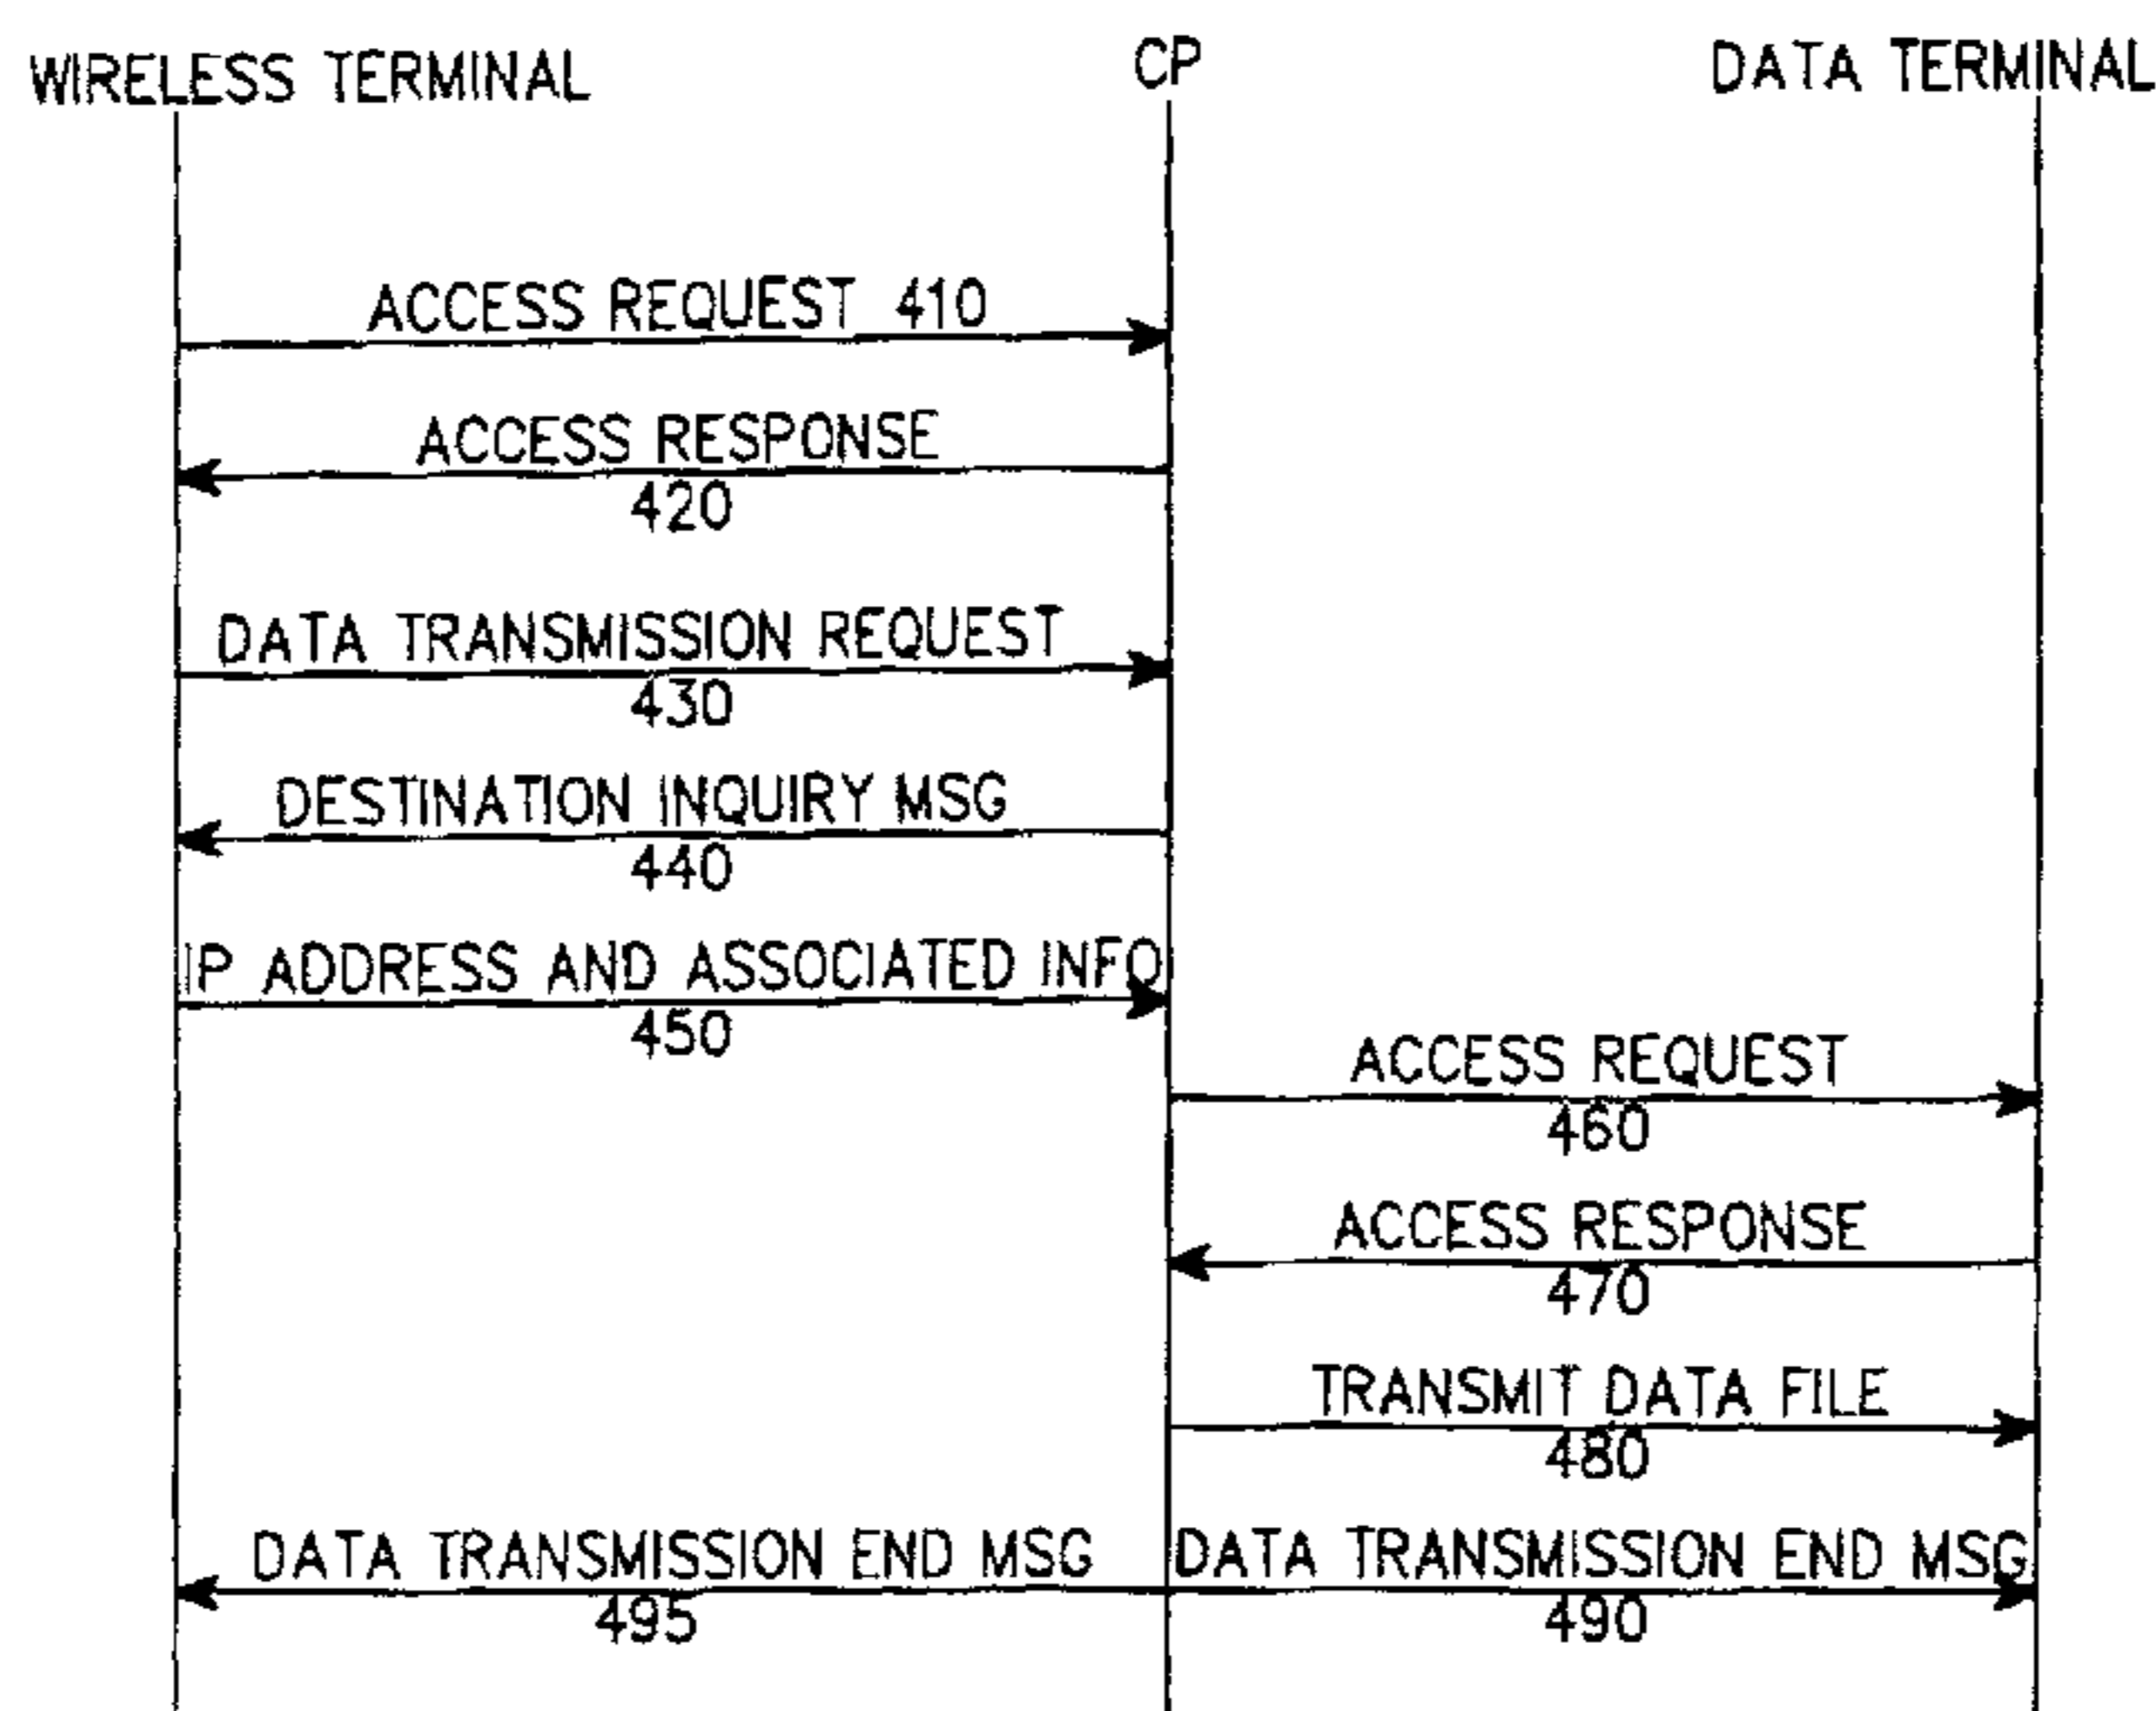 WIRELESS TERMINAL
CP
DATA TERMINAL
ACCESS REQUEST 410
ACCESS RESPONSE
420
DATA TRANSMISSION REQUEST
430
DESTINATION INQUIRY MSG
440
IP ADDRESS AND ASSOCIATED INFO
450
ACCESS REQUEST
460
ACCESS RESPONSE
470
TRANSMIT DATA FILE
480
DATA TRANSMISSION END MSG
495
DATA TRANSMISSION END MSG
490